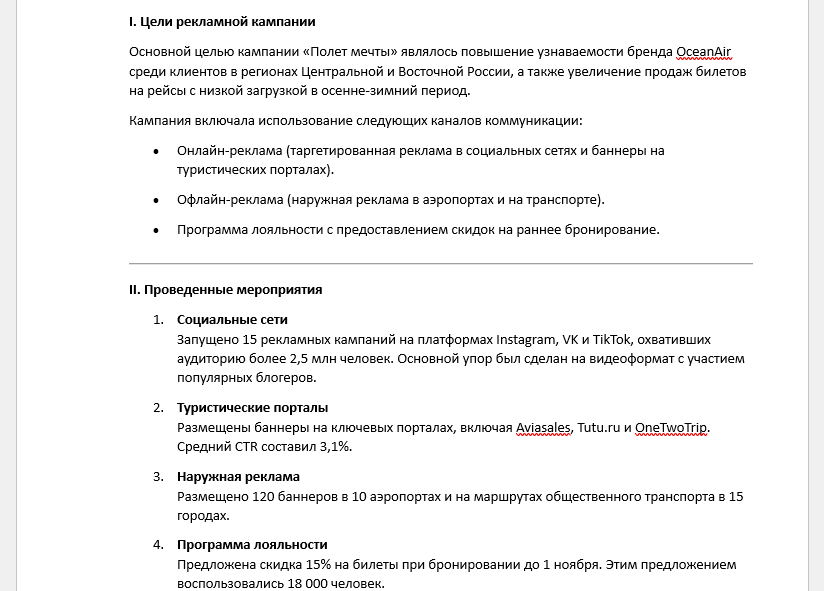 I. Цели рекламной кампании
Основной целью кампании «Полет мечты» являлось повышение узнаваемости бренда OceanAir
среди клиентов в регионах Центральной и Восточной России, а также увеличение продаж билетов
на рейсы с низкой загрузкой в осенне-зимний период.
Кампания включала использование следующих каналов коммуникации:
• Онлайн-реклама (таргетированная реклама в социальных сетях и баннеры на
туристических порталах).
• Офлайн-реклама (наружная реклама в аэропортах и на транспорте).
• Программа лояльности с предоставлением скидок на раннее бронирование.
II. Проведенные мероприятия
1. Социальные сети
Запущено 15 рекламных кампаний на платформах Instagram, VK и TikTok, охвативших
аудиторию более 2,5 млн человек. Основной упор был сделан на видеоформат с участием
популярных блогеров.
2. Туристические порталы
Размещены баннеры на ключевых порталах, включая Aviasales, Tutu.ru и OneTwoTrip.
Средний CTR составил 3,1%.
3. Наружная реклама
Размещено 120 баннеров в 10 аэропортах и на маршрутах общественного транспорта в 15
городах.
4. Программа лояльности
Предложена скидка 15% на билеты при бронировании до 1 ноября. Этим предложением
воспользовались 18 000 человек.